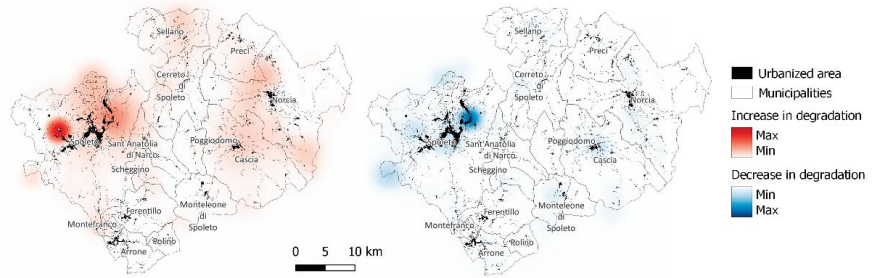 Sellano
Preci
Cerreto
di
Spoleto
Norcia
Spoleto
Sant'Anatolia
di Narco
Poggiodomo
Cascia
Scheggino
Monteleone
di
Spoleto
Ferentillo
Montefranco
Polino
Arrone
0 5 10 km
Sellano
Preci
Cerreto
di
Spoleto
Norcia
Spoleto
Sant'Anatolia
di Narco
Poggiodomo
Cascia
Scheggino
Monteleone
di
Spoleto
Ferentillo
Montefranco
Polino
Arrone
Urbanized area
Municipalities
Increase in degradation
Max
Min
Decrease in degradation
Min
Max